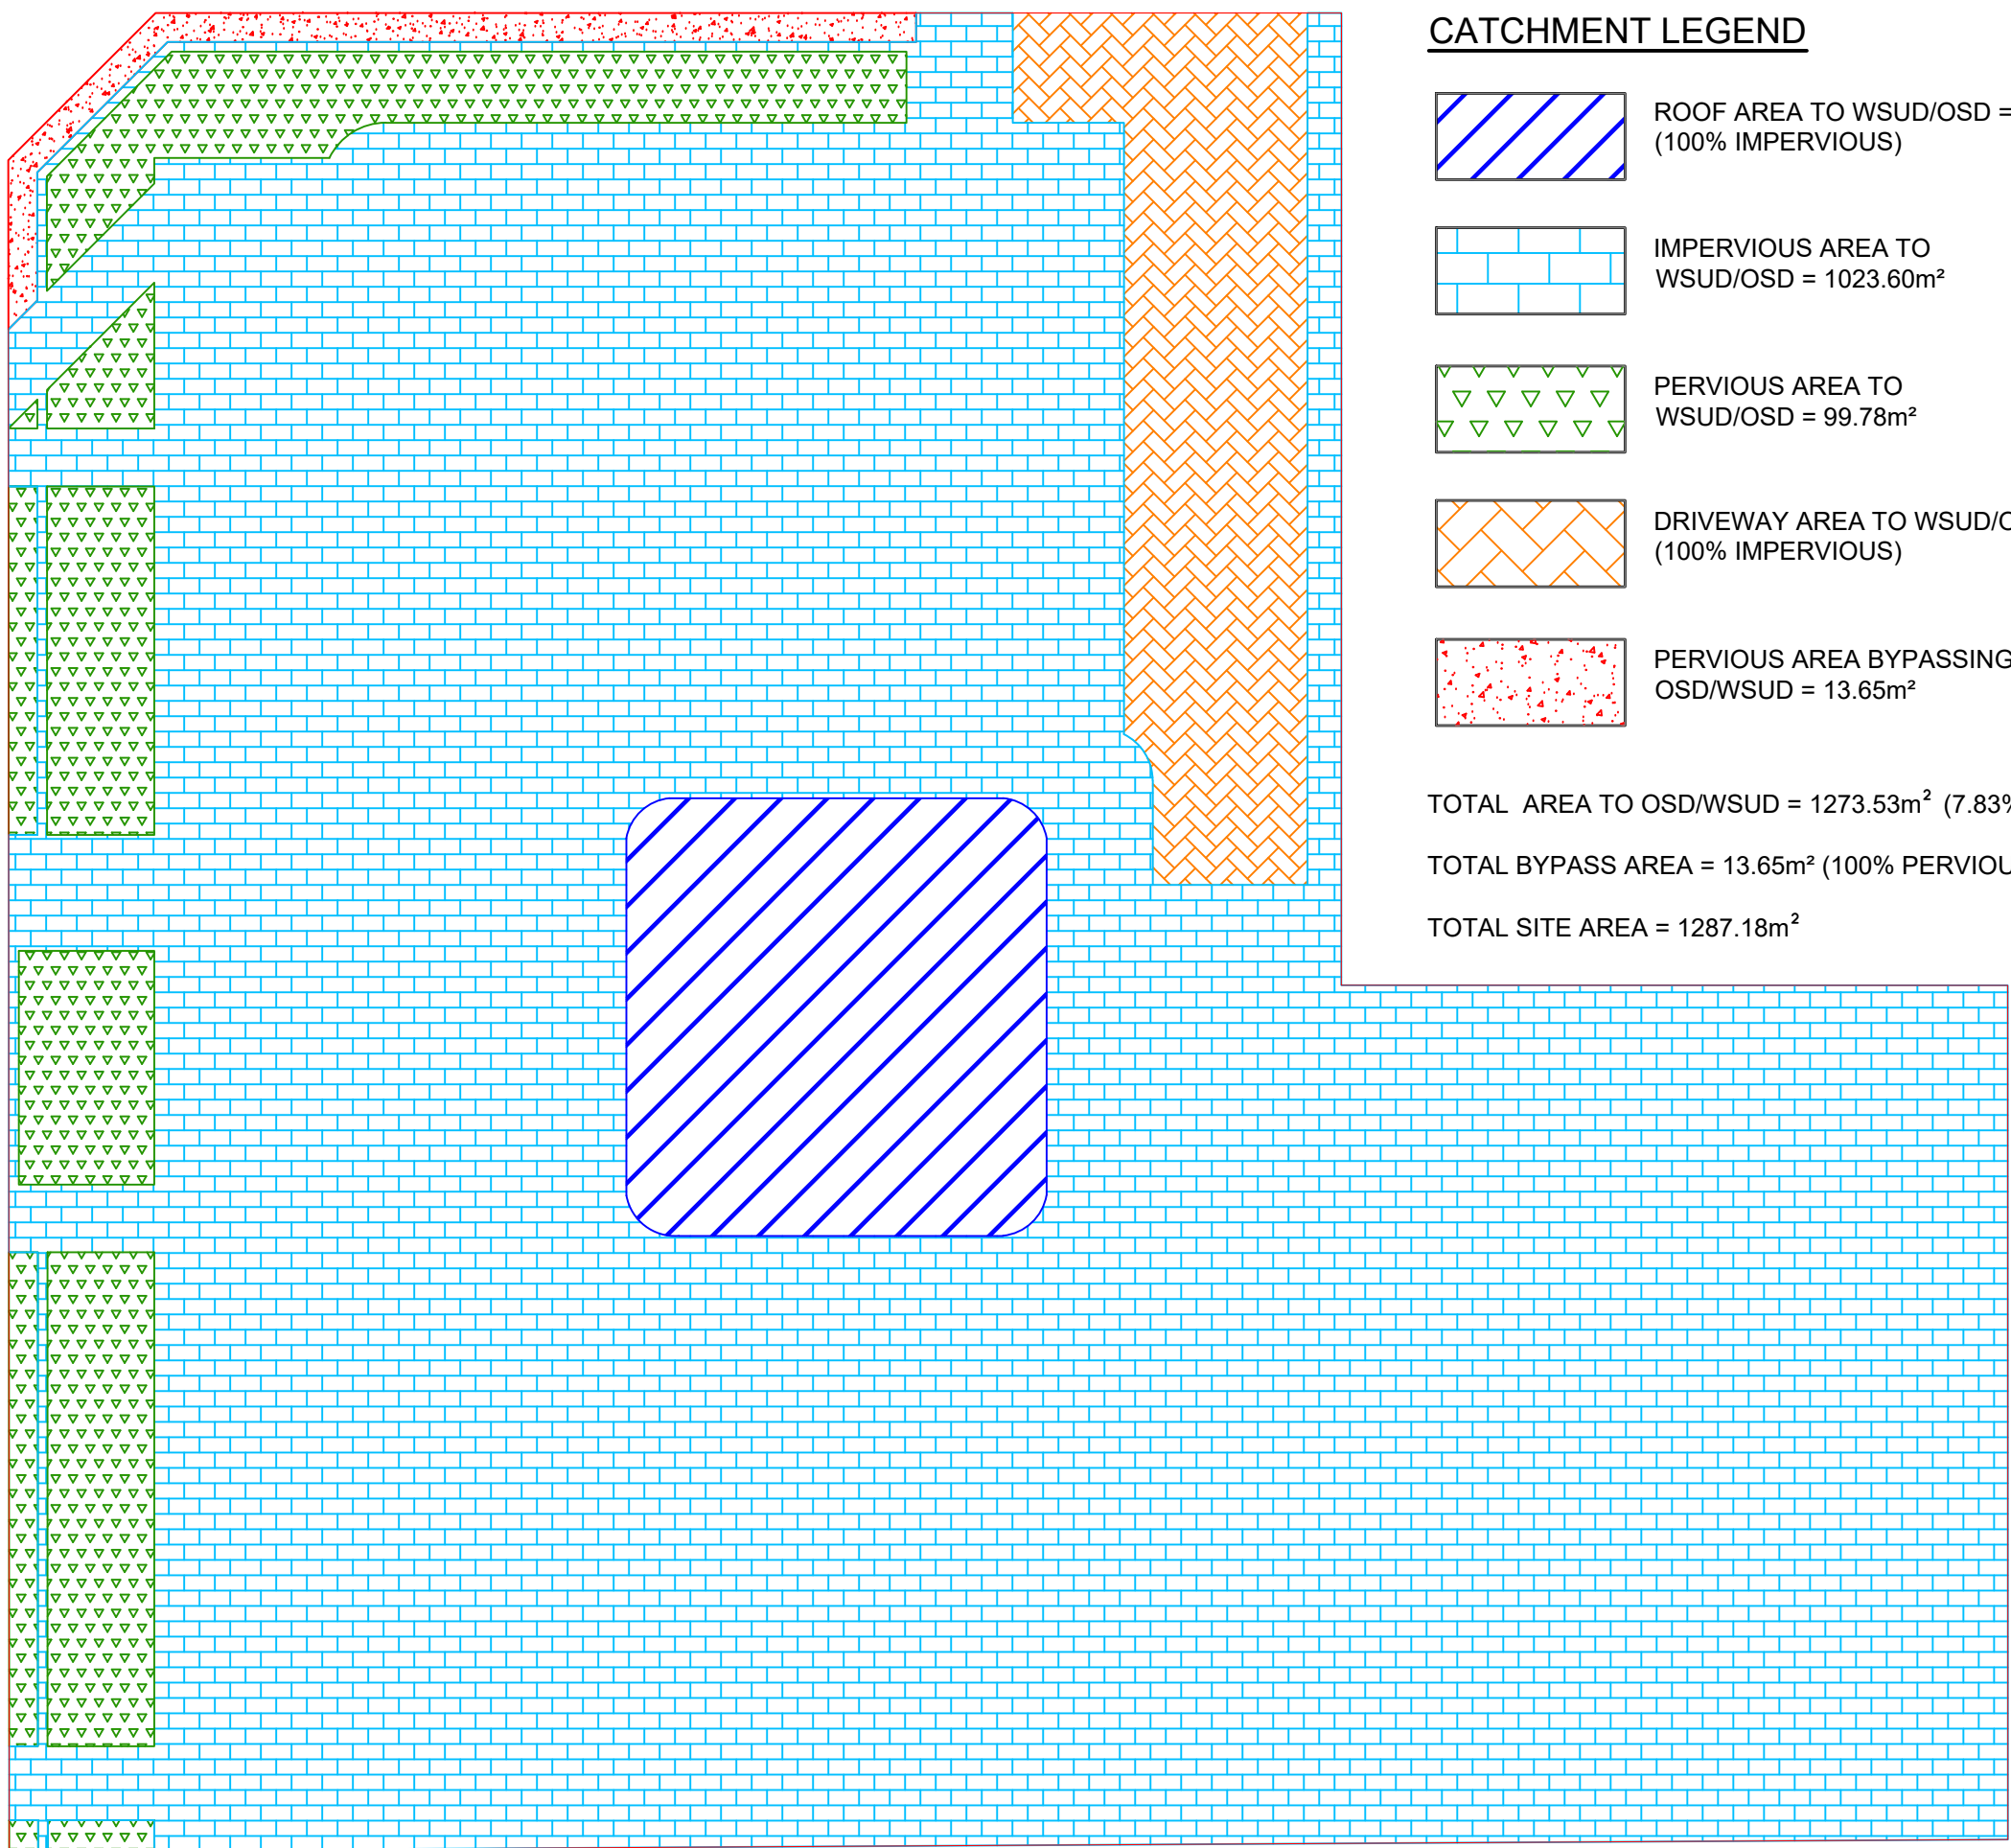 CATCHMENT LEGEND
ROOF AREA TO WSUD/OSD =
(100% IMPERVIOUS)
IMPERVIOUS AREA TO
WSUD/OSD = 1023.60m²
PERVIOUS AREA TO
WSUD/OSD = 99.78m²
DRIVEWAY AREA TO
(100% IMPERVIOUS)
PERVIOUS AREA BYPASSING
OSD/WSUD = 13.65m²
TOTAL AREA TO OSD/WSUD = 1273.53m² (7.83%
TOTAL BYPASS AREA = 13.65m² (100%
TOTAL SITE AREA = 1287.18m²